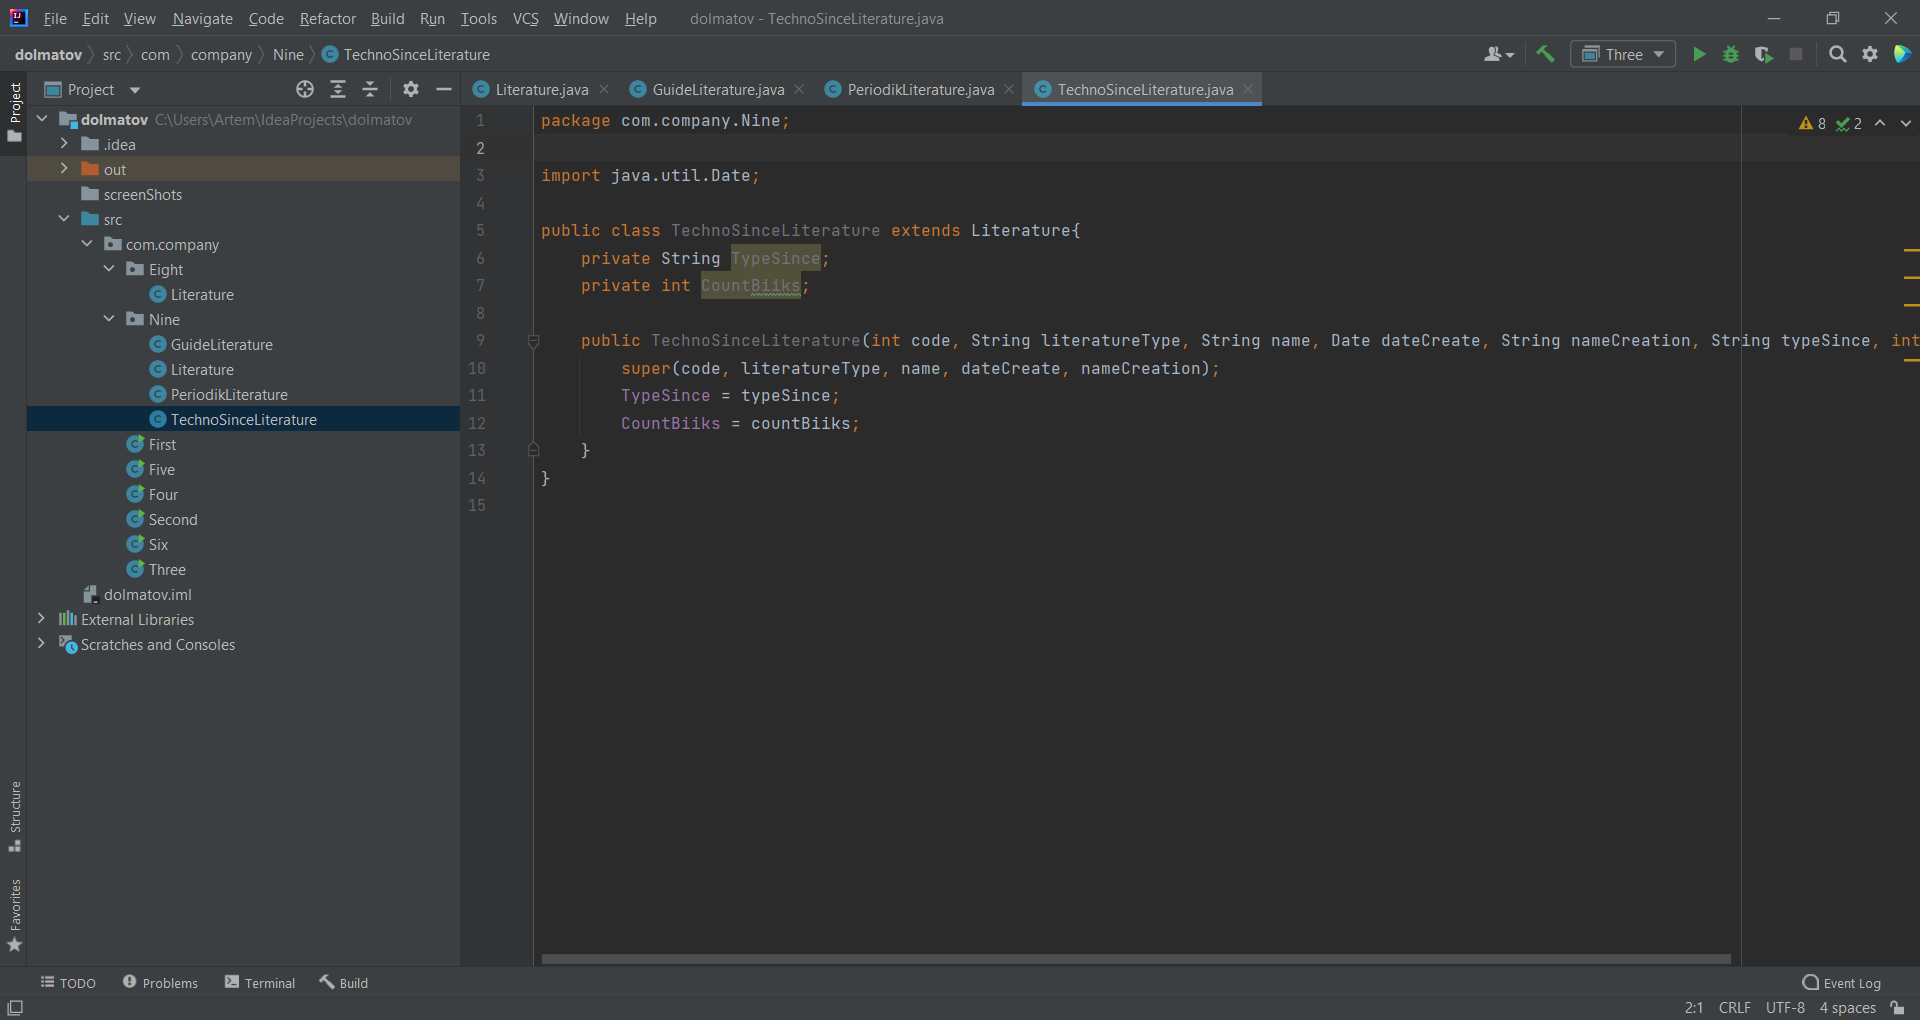 File Edit View Navigate Code Refactor Build Run Tools VCS Window Help dolmatov - TechnoSinceLiterature.java
dolmatov src com company Nine TechnoSinceLiterature Three
Project
Project
Literature.java GuideLiterature.java PeriodikLiterature.java TechnoSinceLiterature.java
dolmatov C:\Users\Artem\IdeaProjects\dolmatov
.idea
out
screenShots
src
com.company
Eight
Literature
Nine
GuideLiterature
Literature
PeriodikLiterature
TechnoSinceLiterature
First
Five
Four
Second
Six
Three
dolmatov.iml
External Libraries
Scratches and Consoles
8 2
1 package com.company.Nine;
2
3 import java.util.Date;
4
5 public class TechnoSinceLiterature extends Literature{
6 private String TypeSince;
7 private int CountBiiks;
8
9 public TechnoSinceLiterature(int code, String literatureType, String name, Date dateCreate, String nameCreation, String typeSince, int
10 super(code, literatureType, name, dateCreate, nameCreation);
11 TypeSince = typeSince;
12 CountBiiks = countBiiks;
13 }
14 }
15
Structure
Favorites
TODO Problems Terminal Build Event Log
2:1 CRLF UTF-8 4 spaces